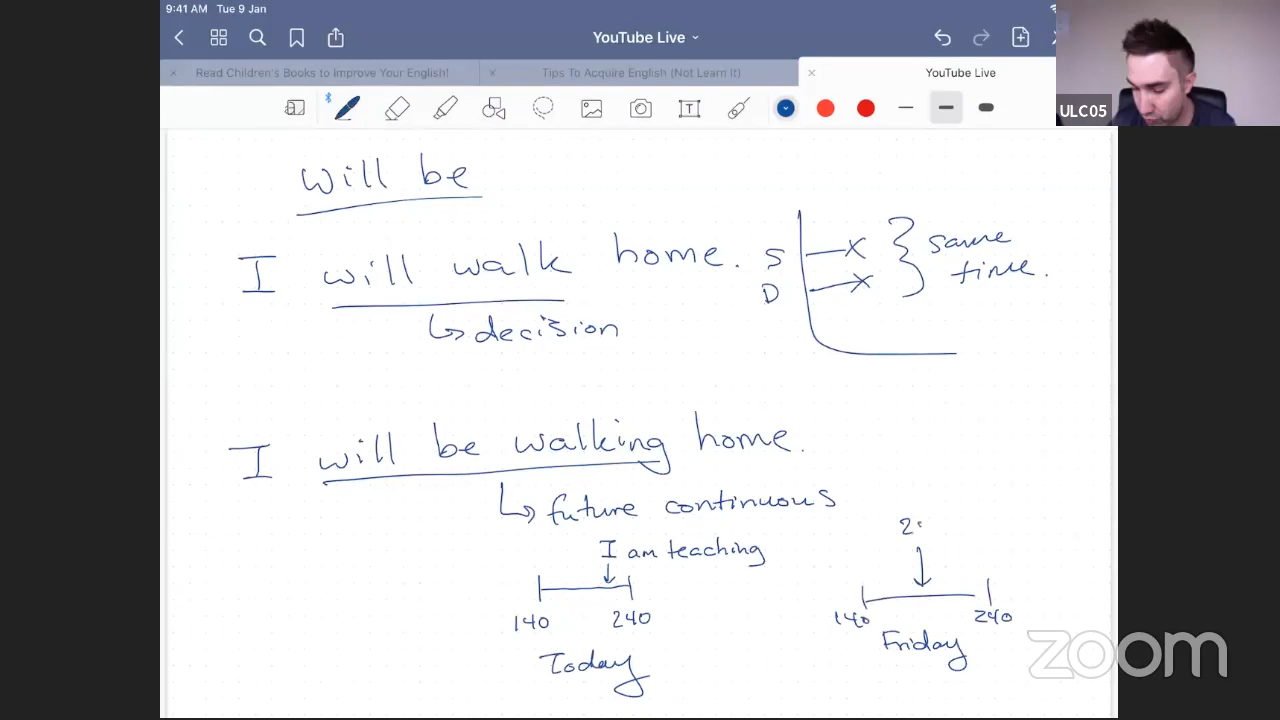 9:41 AM Tue 9 Jan
YouTube Live
Read Children's Books to Improve Your English!
Tips To Acquire English (Not Learn It)
YouTube Live
ULC05
will be
I will walk home. S X } same
D X time.
↳ decision
I will be walking home.
↳ future continuous
2:
I am teaching
140 240
140 240
Today
Friday
zoom